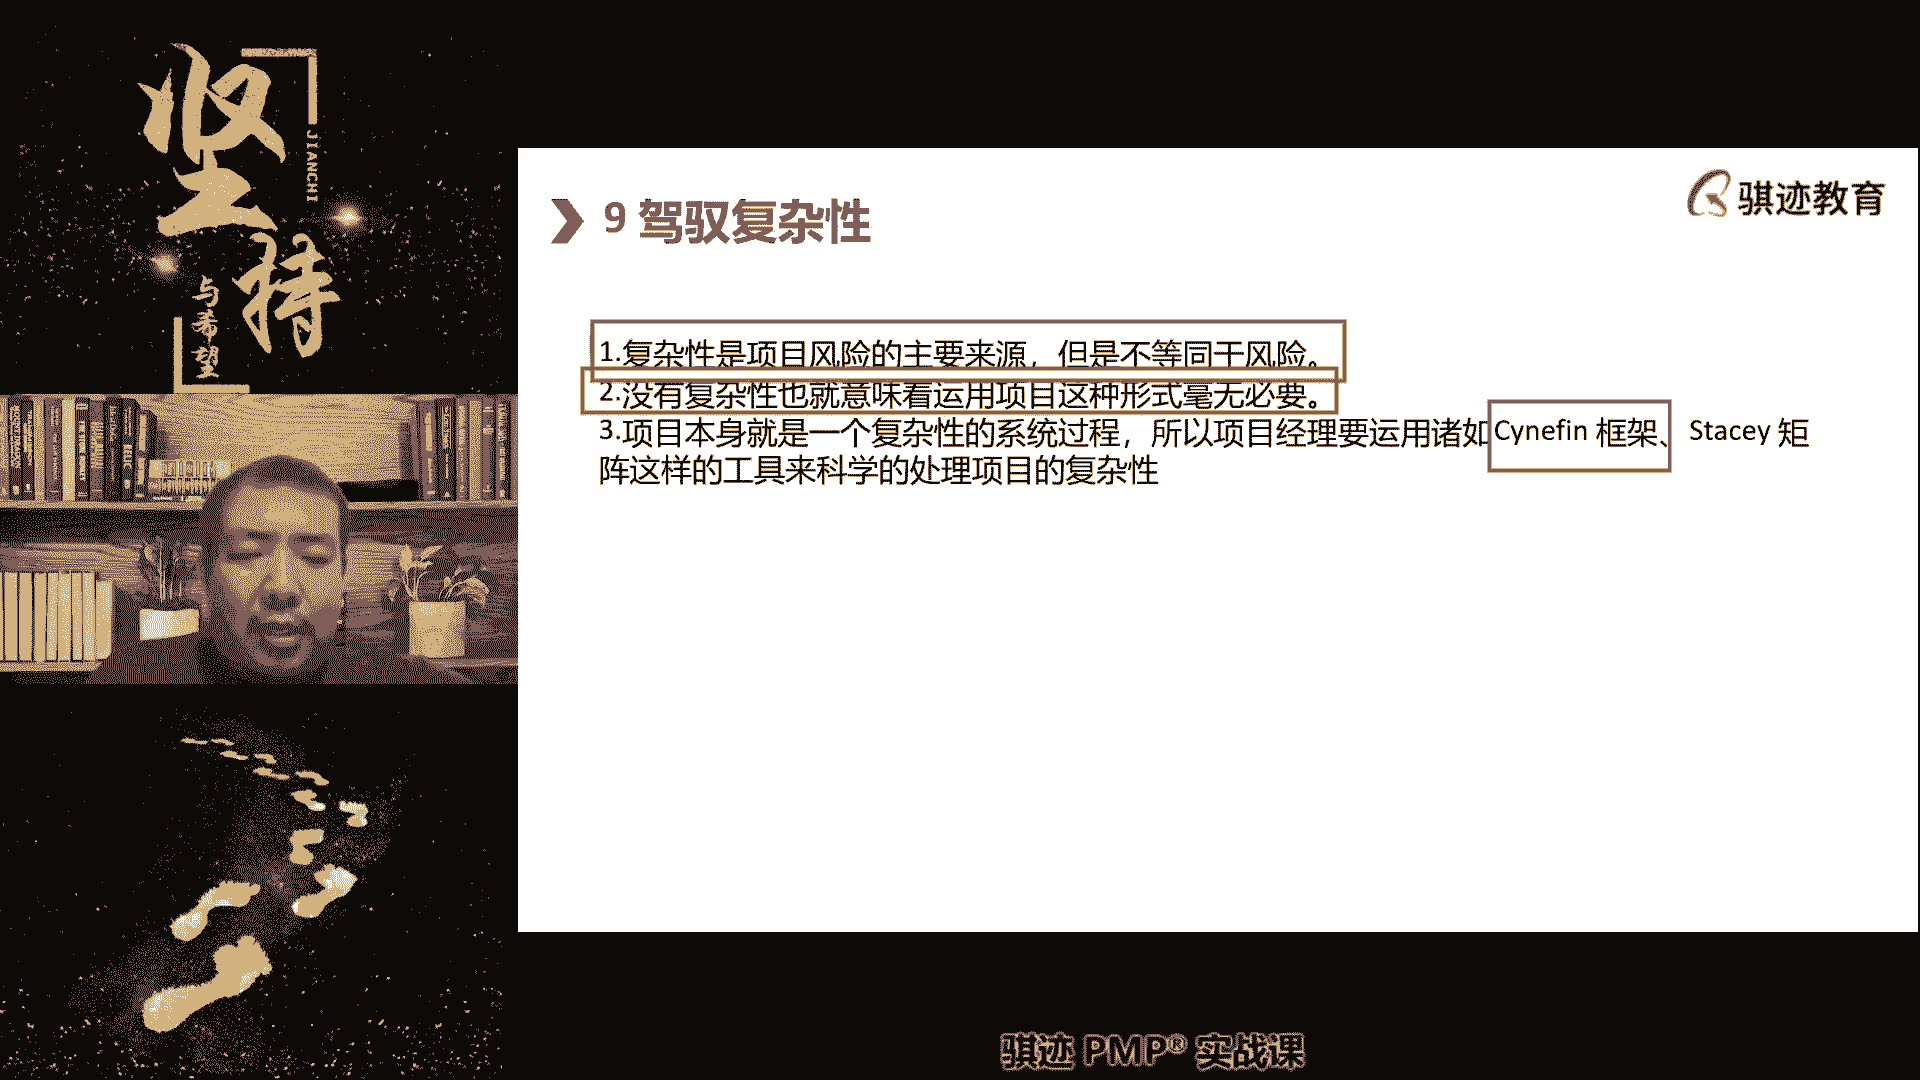 坚持
JIANCHI
与希望
骐迹教育
9 驾驭复杂性
1.复杂性是项目风险的主要来源，但是不等同于风险。
2.没有复杂性也就意味着运用项目这种形式毫无必要。
3.项目本身就是一个复杂性的系统过程，所以项目经理要运用诸如Cynefin 框架、Stacey 矩
阵这样的工具来科学的处理项目的复杂性
骐迹 PMP® 实战课